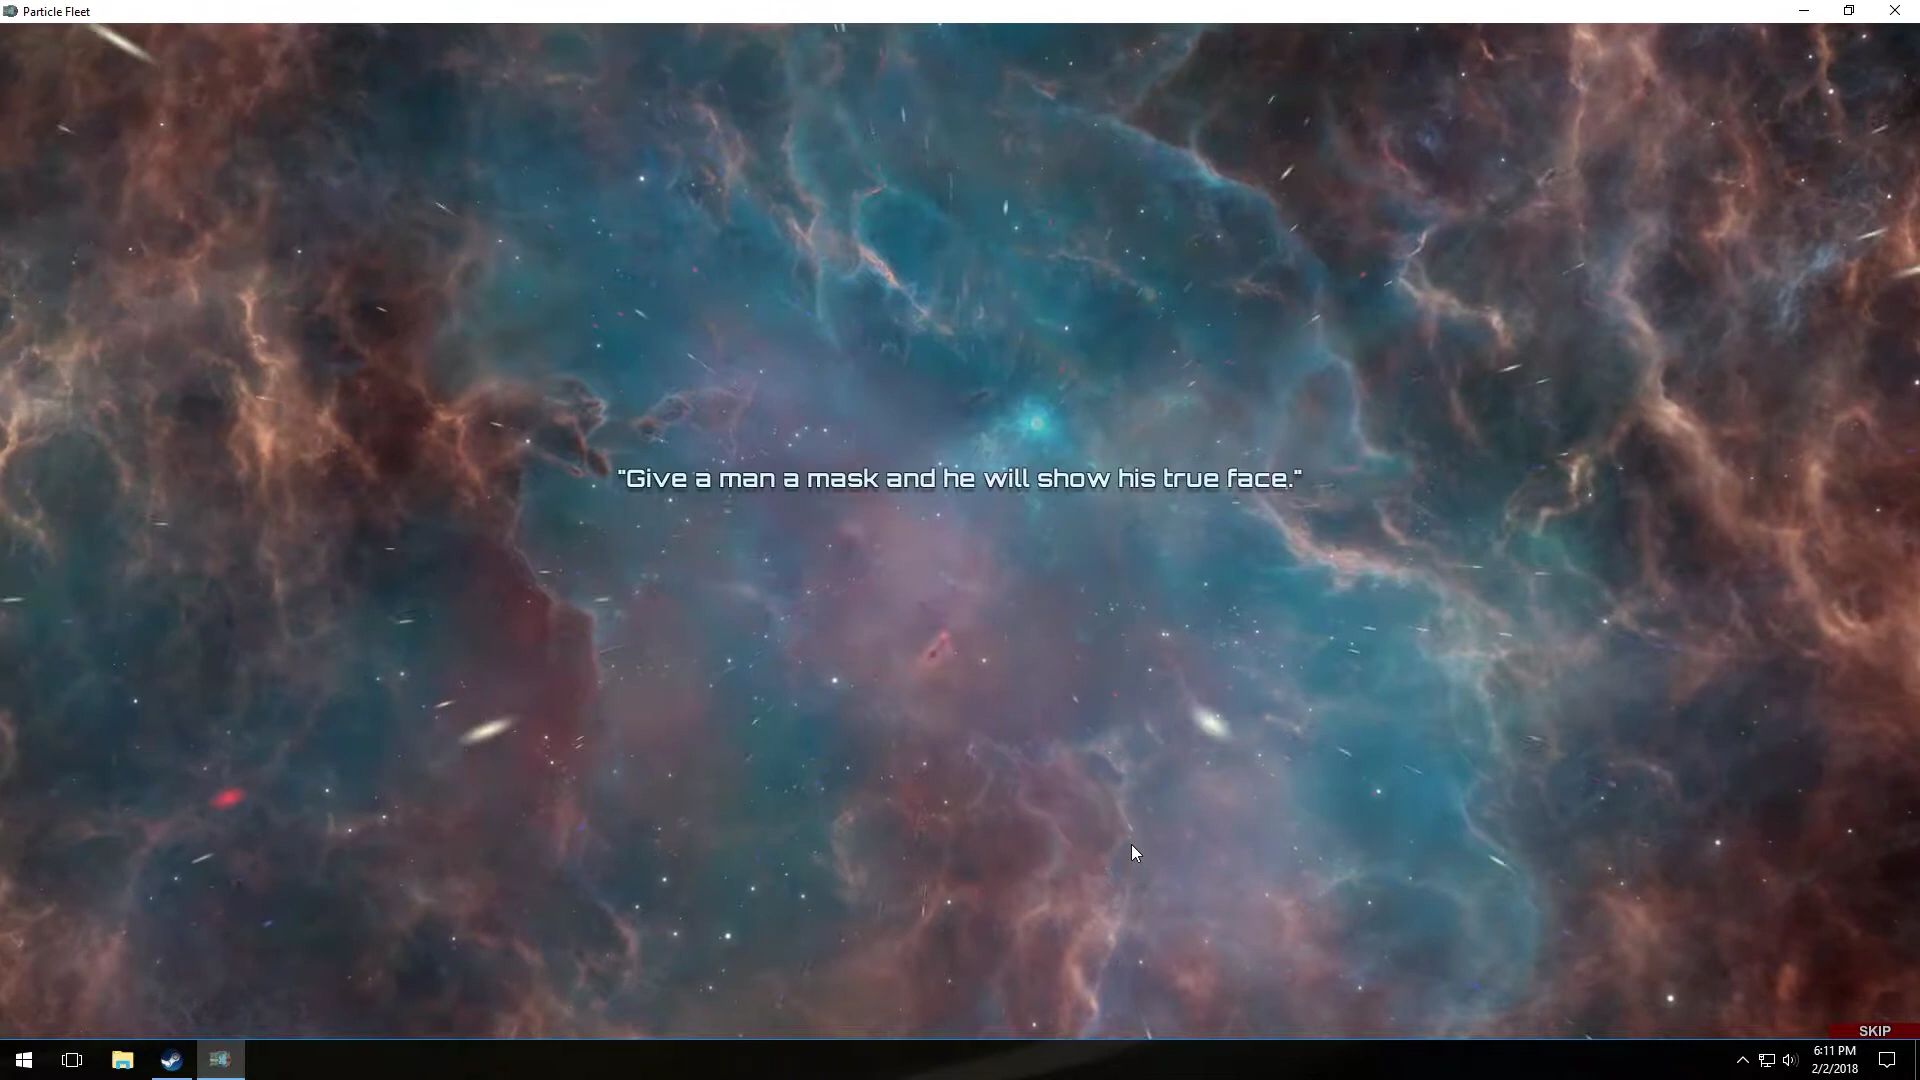 Particle Fleet
"Give a man a mask and he will show his true face."
SKIP
6:11 PM
2/2/2018